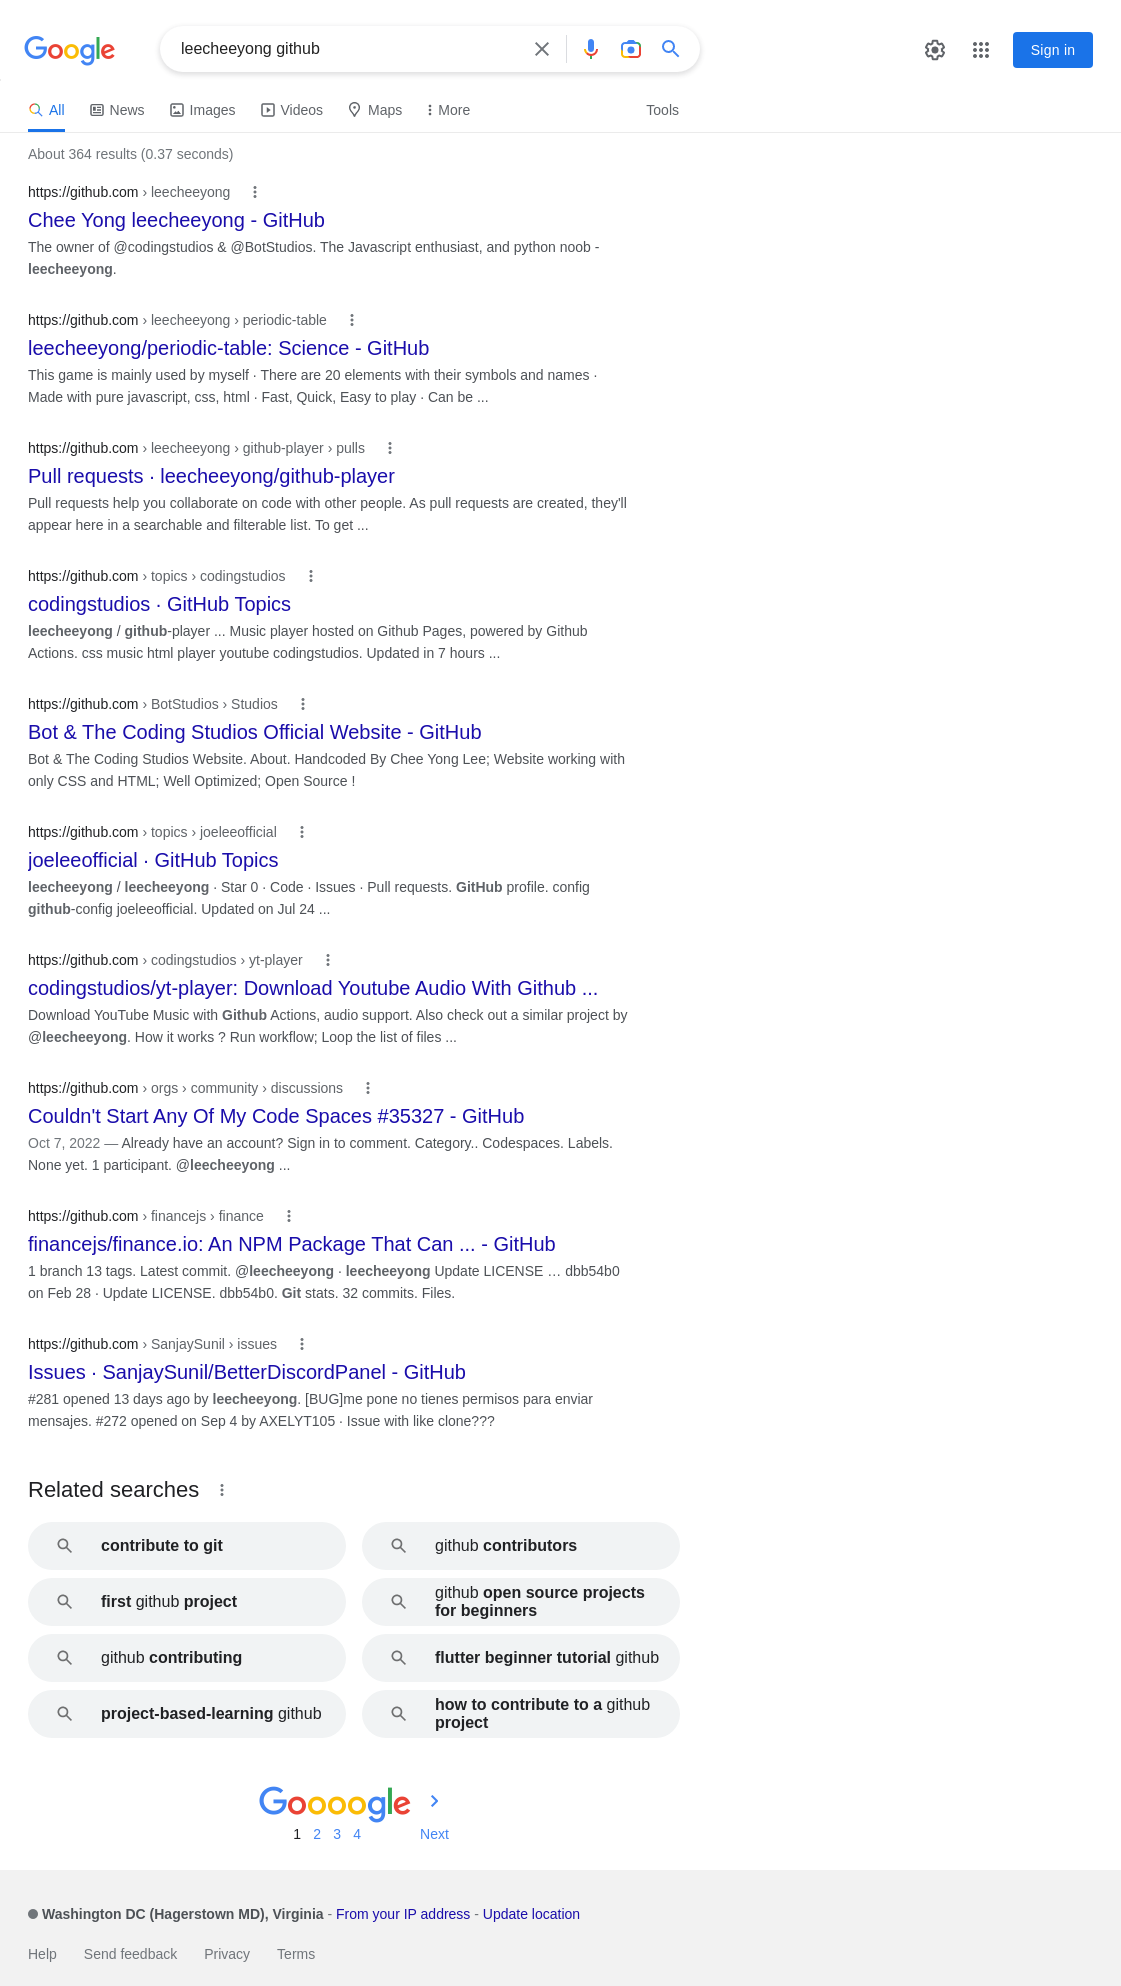 Google
leecheeyong github
Sign in
All News Images Videos Maps More Tools
About 364 results (0.37 seconds)
https://github.com › leecheeyong
Chee Yong leecheeyong - GitHub
The owner of @codingstudios & @BotStudios. The Javascript enthusiast, and python noob -
leecheeyong.
https://github.com › leecheeyong › periodic-table
leecheeyong/periodic-table: Science - GitHub
This game is mainly used by myself · There are 20 elements with their symbols and names ·
Made with pure javascript, css, html · Fast, Quick, Easy to play · Can be ...
https://github.com › leecheeyong › github-player › pulls
Pull requests · leecheeyong/github-player
Pull requests help you collaborate on code with other people. As pull requests are created, they'll
appear here in a searchable and filterable list. To get ...
https://github.com › topics › codingstudios
codingstudios · GitHub Topics
leecheeyong / github-player ... Music player hosted on Github Pages, powered by Github
Actions. css music html player youtube codingstudios. Updated in 7 hours ...
https://github.com › BotStudios › Studios
Bot & The Coding Studios Official Website - GitHub
Bot & The Coding Studios Website. About. Handcoded By Chee Yong Lee; Website working with
only CSS and HTML; Well Optimized; Open Source !
https://github.com › topics › joeleeofficial
joeleeofficial · GitHub Topics
leecheeyong / leecheeyong · Star 0 · Code · Issues · Pull requests. GitHub profile. config
github-config joeleeofficial. Updated on Jul 24 ...
https://github.com › codingstudios › yt-player
codingstudios/yt-player: Download Youtube Audio With Github ...
Download YouTube Music with Github Actions, audio support. Also check out a similar project by
@leecheeyong. How it works ? Run workflow; Loop the list of files ...
https://github.com › orgs › community › discussions
Couldn't Start Any Of My Code Spaces #35327 - GitHub
Oct 7, 2022 — Already have an account? Sign in to comment. Category.. Codespaces. Labels.
None yet. 1 participant. @leecheeyong ...
https://github.com › financejs › finance
financejs/finance.io: An NPM Package That Can ... - GitHub
1 branch 13 tags. Latest commit. @leecheeyong · leecheeyong Update LICENSE … dbb54b0
on Feb 28 · Update LICENSE. dbb54b0. Git stats. 32 commits. Files.
https://github.com › SanjaySunil › issues
Issues · SanjaySunil/BetterDiscordPanel - GitHub
#281 opened 13 days ago by leecheeyong. [BUG]me pone no tienes permisos para enviar
mensajes. #272 opened on Sep 4 by AXELYT105 · Issue with like clone???
Related searches
contribute to git
github contributors
first github project
github open source projects
for beginners
github contributing
flutter beginner tutorial github
project-based-learning github
how to contribute to a github
project
Goooogle
1 2 3 4 Next
Washington DC (Hagerstown MD), Virginia - From your IP address - Update location
Help Send feedback Privacy Terms